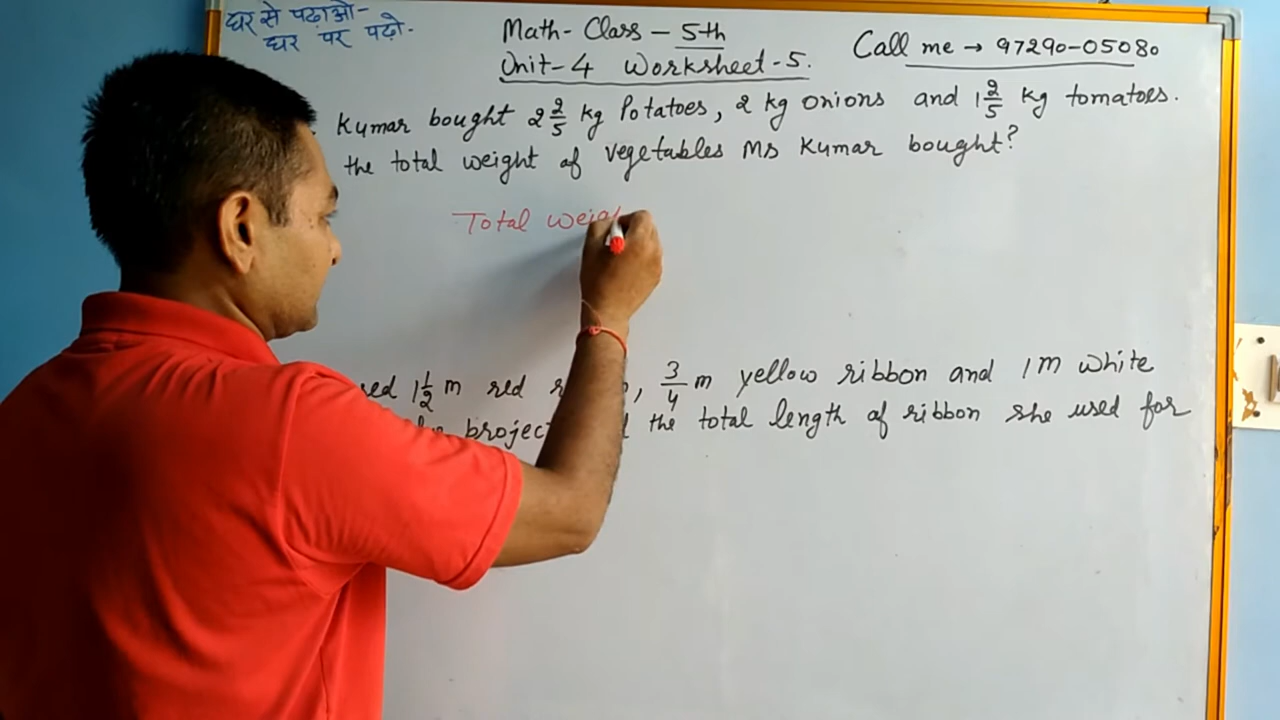 घर से पढ़ाओ-
घर पर पढ़ो.
Math- Class - 5th
Unit-4 Worksheet-5.
Call me → 97290-05080
Kumar bought 2 2/5 kg Potatoes, 2 kg onions and 1 2/5 kg tomatoes.
the total weight of vegetables Ms Kumar bought?
Total
1 1/2 m red, 3/4 m yellow ribbon and 1m white
the total length of ribbon she used for